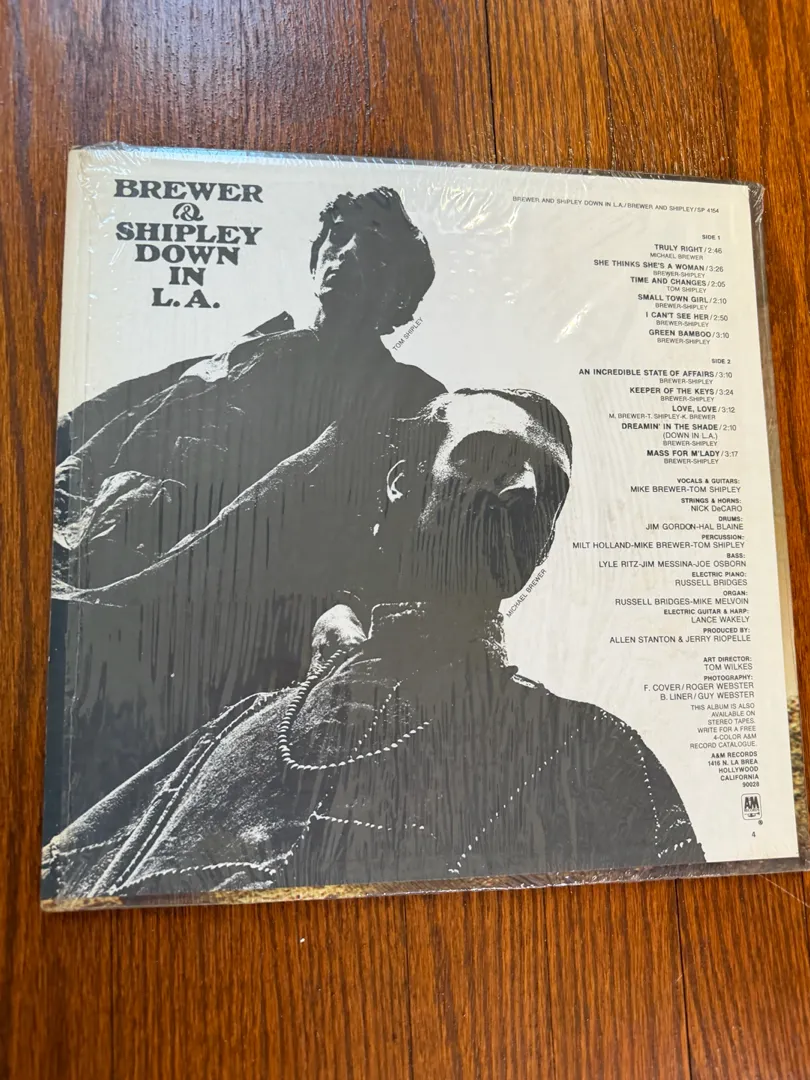 BREWER
&
SHIPLEY
DOWN
IN
L.A.
TOM SHIPLEY
MICHAEL BREWER
BREWER AND SHIPLEY DOWN IN L.A./BREWER AND SHIPLEY/SP 4154
SIDE 1
TRULY RIGHT/2:46
MICHAEL BREWER
SHE THINKS SHE'S A WOMAN/3:26
BREWER-SHIPLEY
TIME AND CHANGES/2:05
TOM SHIPLEY
SMALL TOWN GIRL/2:10
BREWER-SHIPLEY
I CAN'T SEE HER/2:50
BREWER-SHIPLEY
GREEN BAMBOO/3:10
BREWER-SHIPLEY
SIDE 2
AN INCREDIBLE STATE OF AFFAIRS/3:10
BREWER-SHIPLEY
KEEPER OF THE KEYS/3:24
BREWER-SHIPLEY
LOVE, LOVE/3:12
M. BREWER-T. SHIPLEY-K. BREWER
DREAMIN' IN THE SHADE/2:10
(DOWN IN L.A.)
BREWER-SHIPLEY
MASS FOR M'LADY/3:17
BREWER-SHIPLEY
VOCALS & GUITARS:
MIKE BREWER-TOM SHIPLEY
STRINGS & HORNS:
NICK DeCARO
DRUMS:
JIM GORDON-HAL BLAINE
PERCUSSION:
MILT HOLLAND-MIKE BREWER-TOM SHIPLEY
BASS:
LYLE RITZ-JIM MESSINA-JOE OSBORN
ELECTRIC PIANO:
RUSSELL BRIDGES
ORGAN:
RUSSELL BRIDGES-MIKE MELVOIN
ELECTRIC GUITAR & HARP:
LANCE WAKELY
PRODUCED BY:
ALLEN STANTON & JERRY RIOPELLE
ART DIRECTOR:
TOM WILKES
PHOTOGRAPHY:
F. COVER/ROGER WEBSTER
B. LINER/GUY WEBSTER
THIS ALBUM IS ALSO
AVAILABLE ON
STEREO TAPES.
WRITE FOR A FREE
4-COLOR A&M
RECORD CATALOGUE.
A&M RECORDS
1416 N. LA BREA
HOLLYWOOD
CALIFORNIA
90028
A&M
®
4